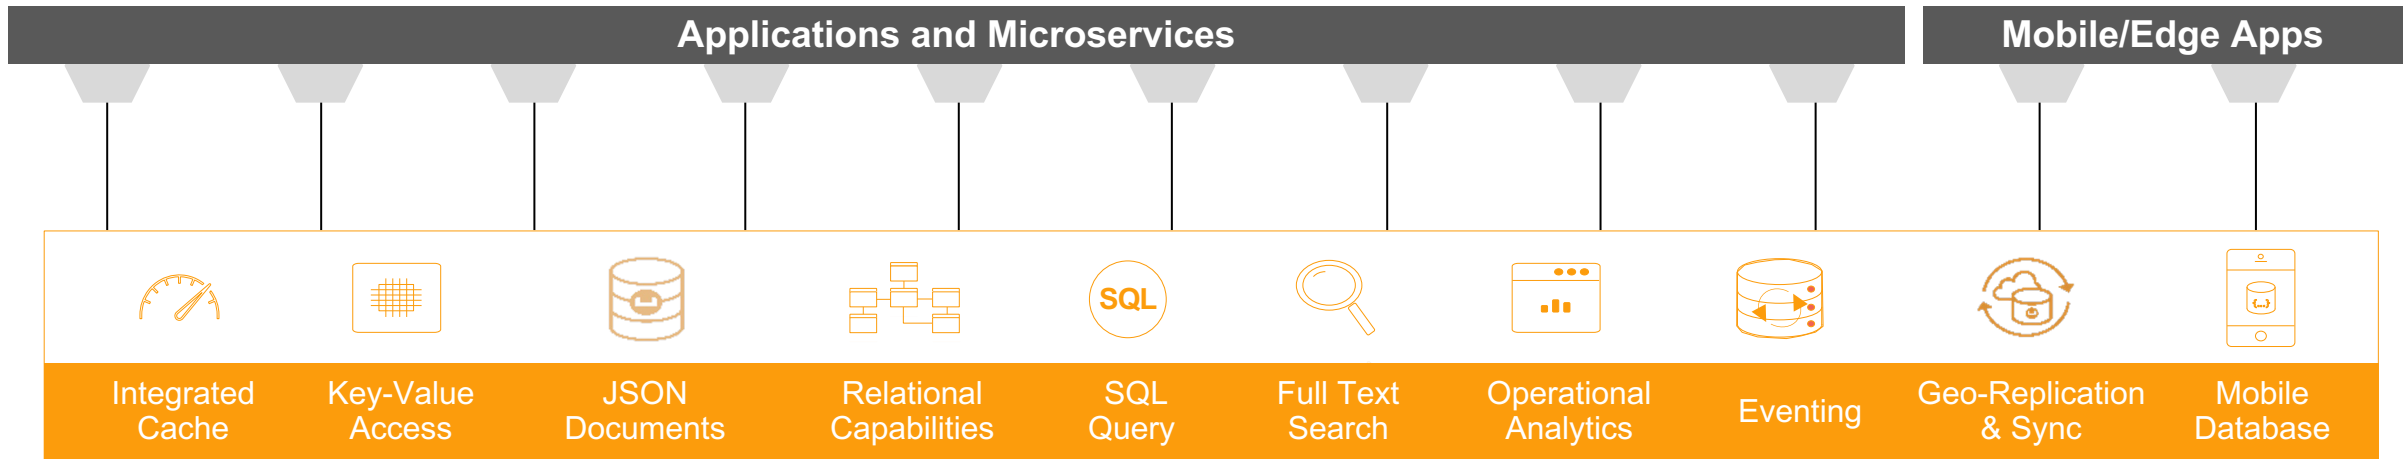 Applications and Microservices
Mobile/Edge Apps
SQL
{...}
Integrated
Cache
Key-Value
Access
JSON
Documents
Relational
Capabilities
SQL
Query
Full Text
Search
Operational
Analytics
Eventing
Geo-Replication
& Sync
Mobile
Database